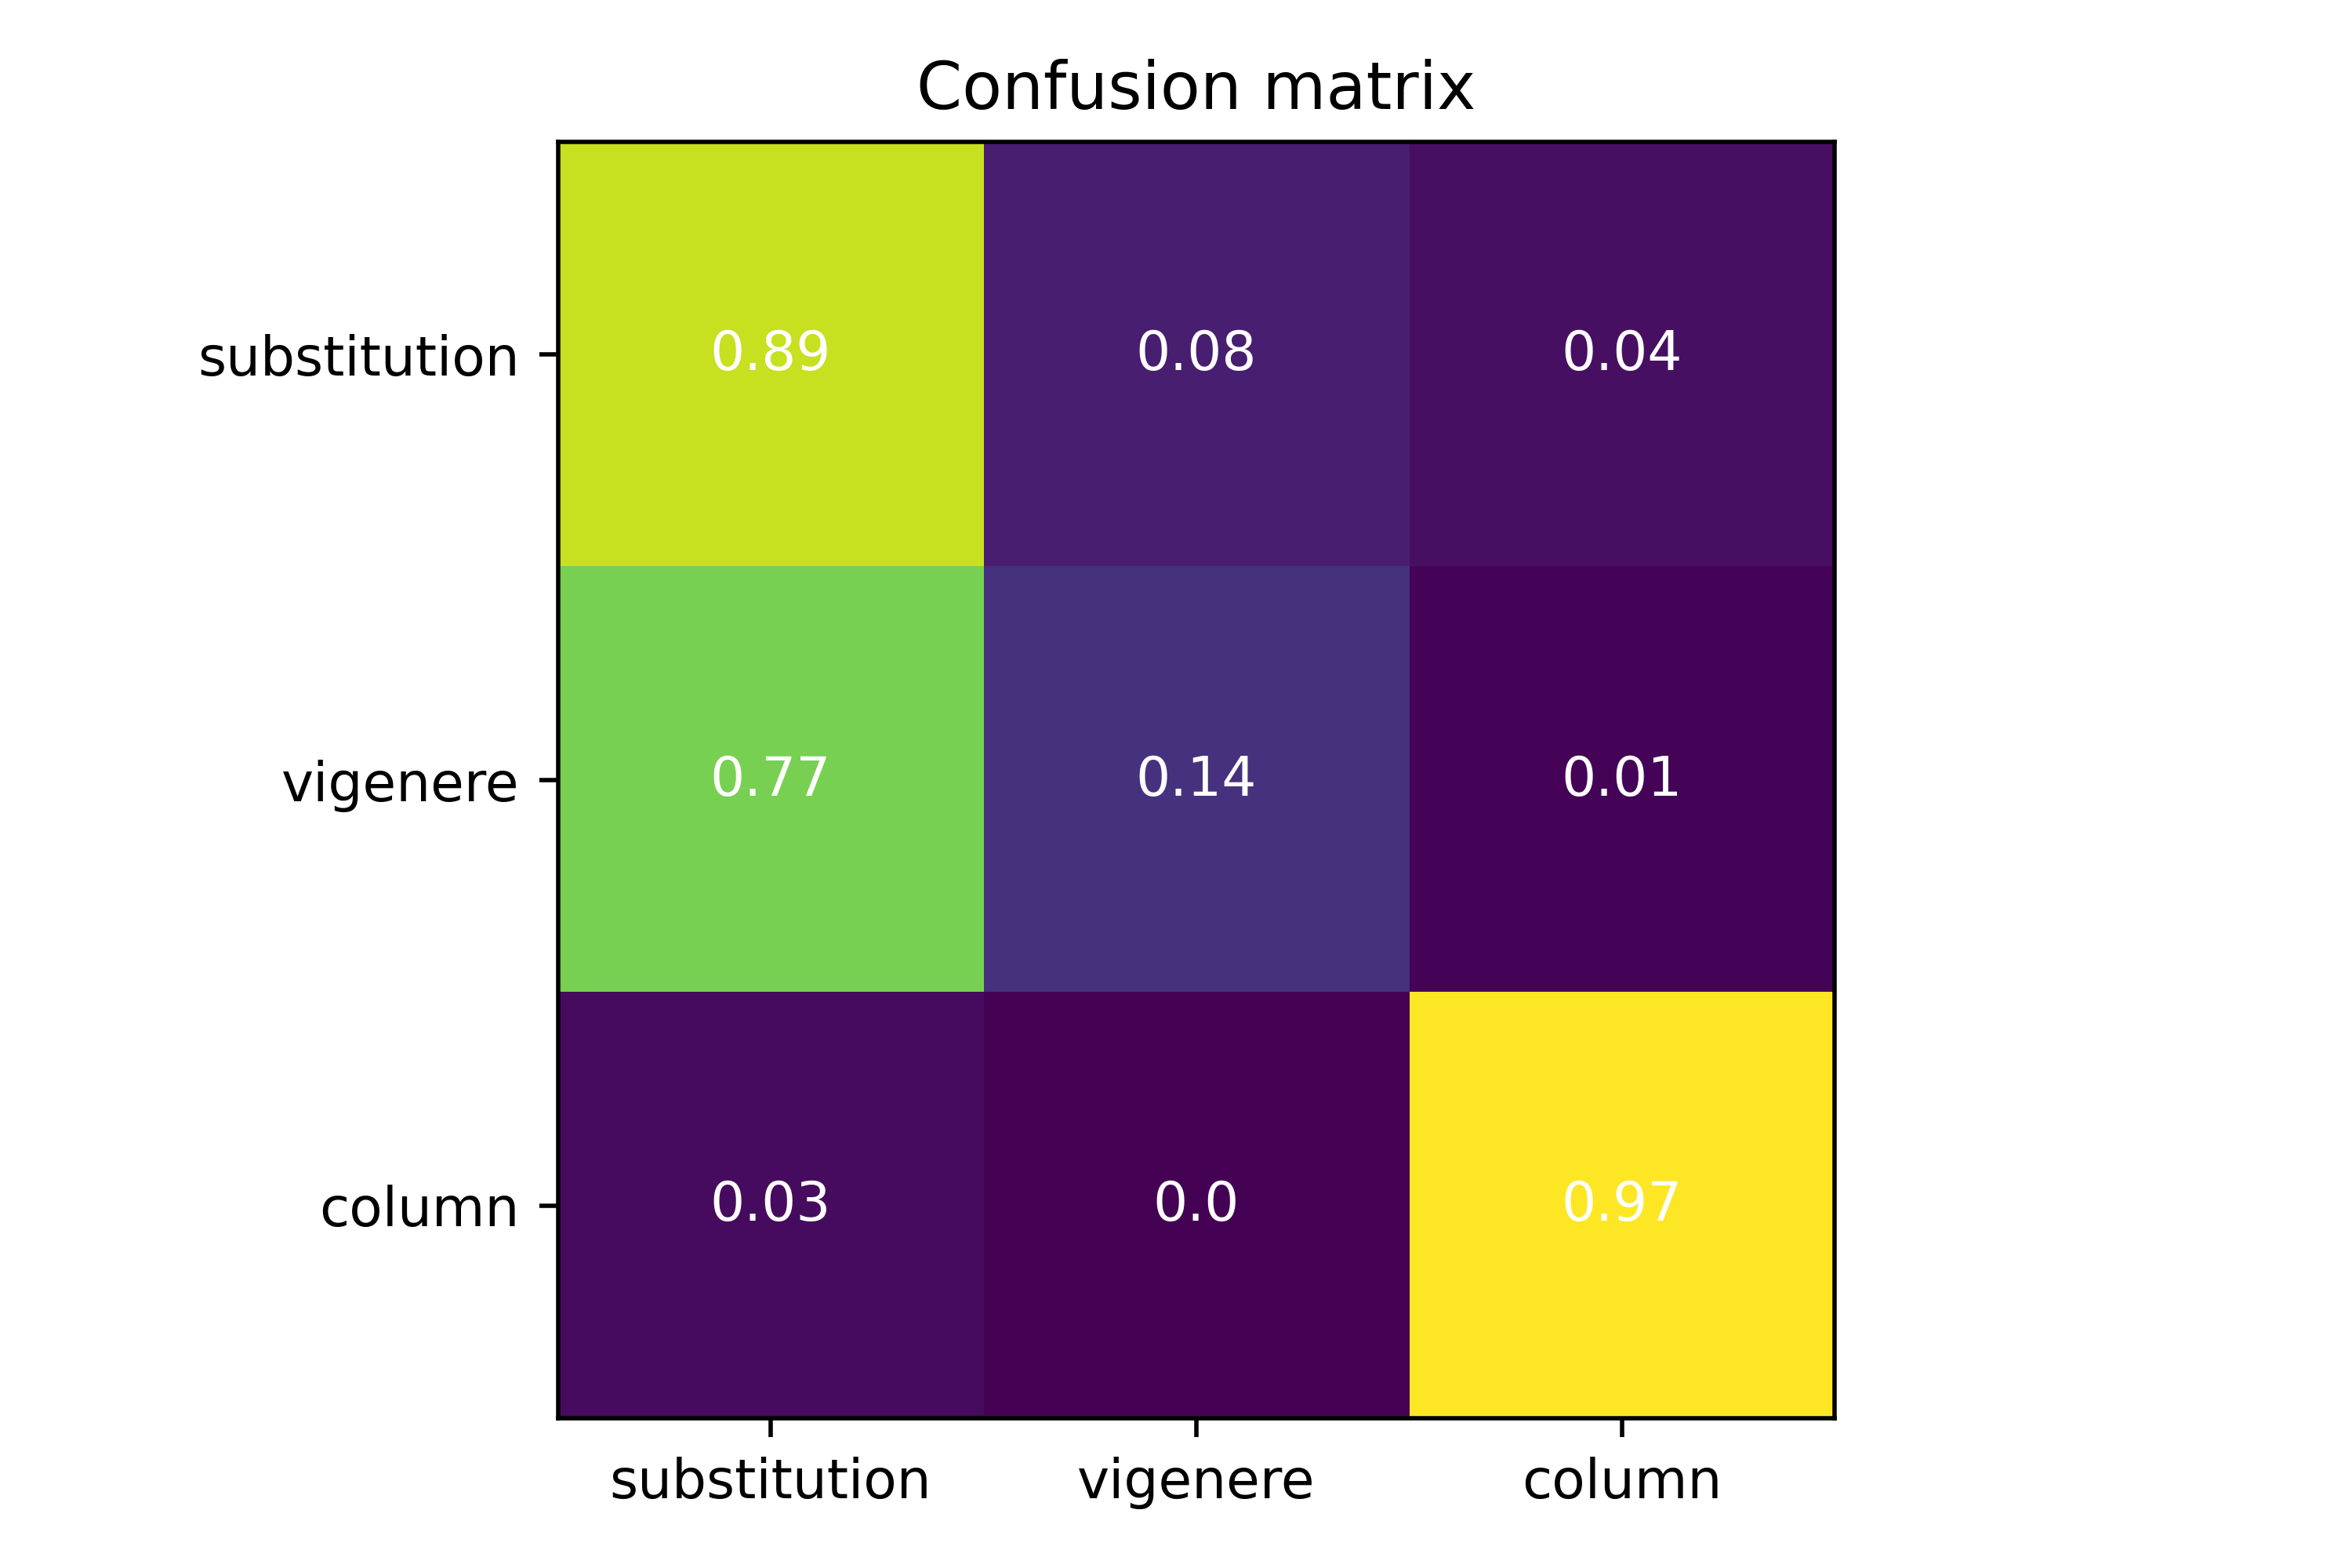 Confusion matrix
substitution 0.89 0.08 0.04
vigenere 0.77 0.14 0.01
column 0.03 0.0 0.97
substitution vigenere column